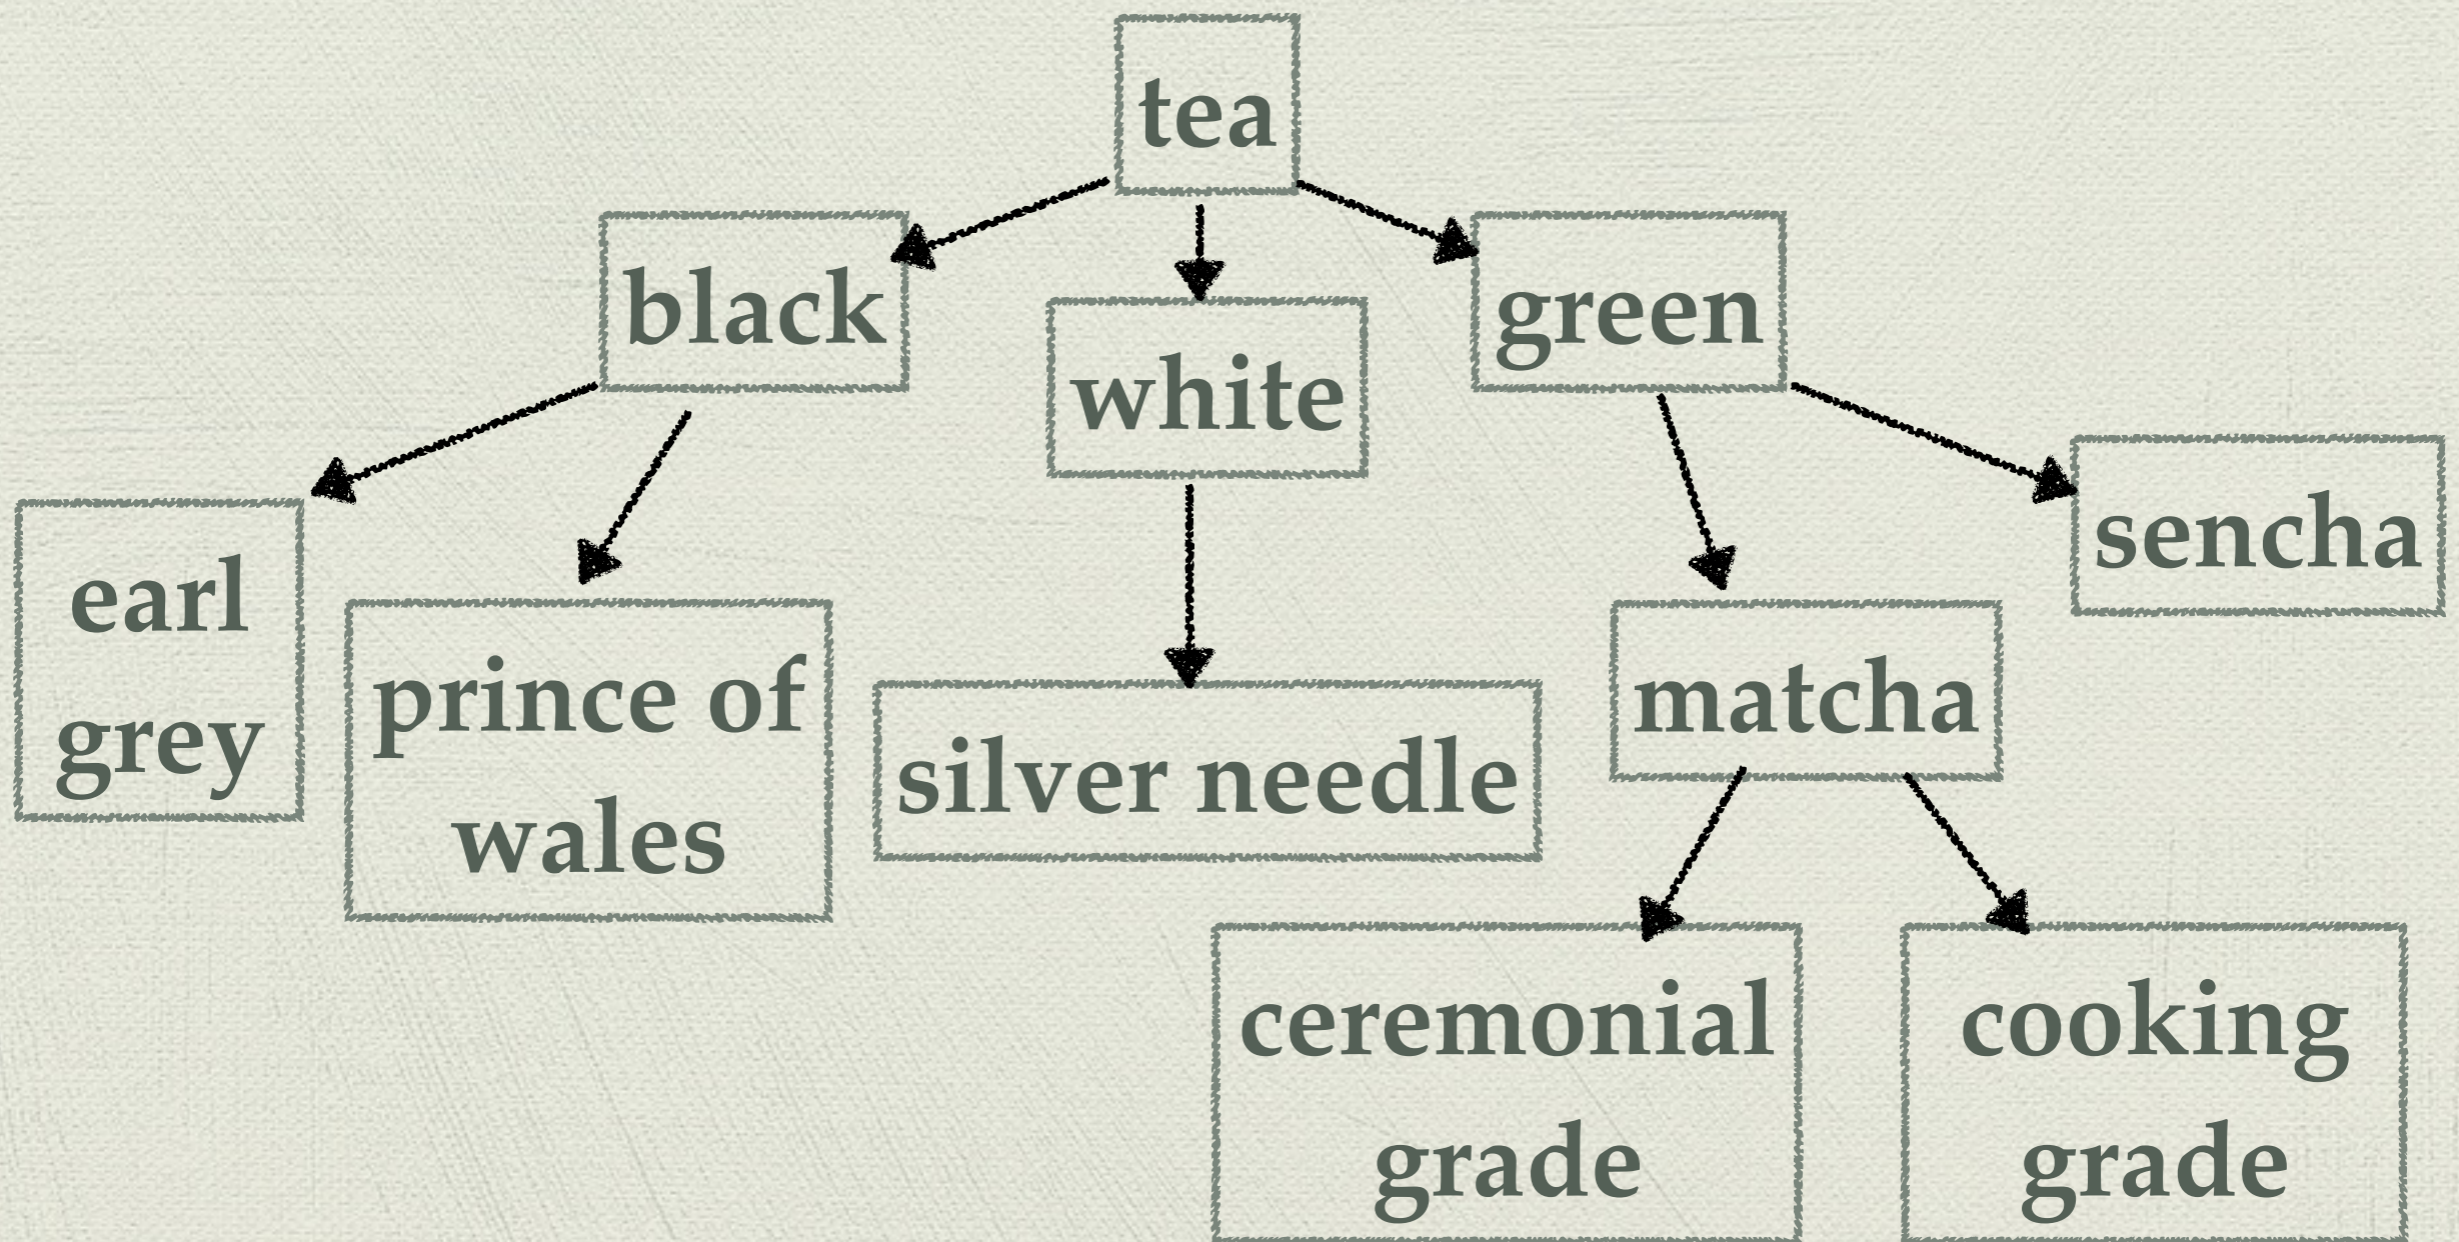 tea
black
white
green
earl
grey
prince of
wales
silver needle
matcha
sencha
ceremonial
grade
cooking
grade